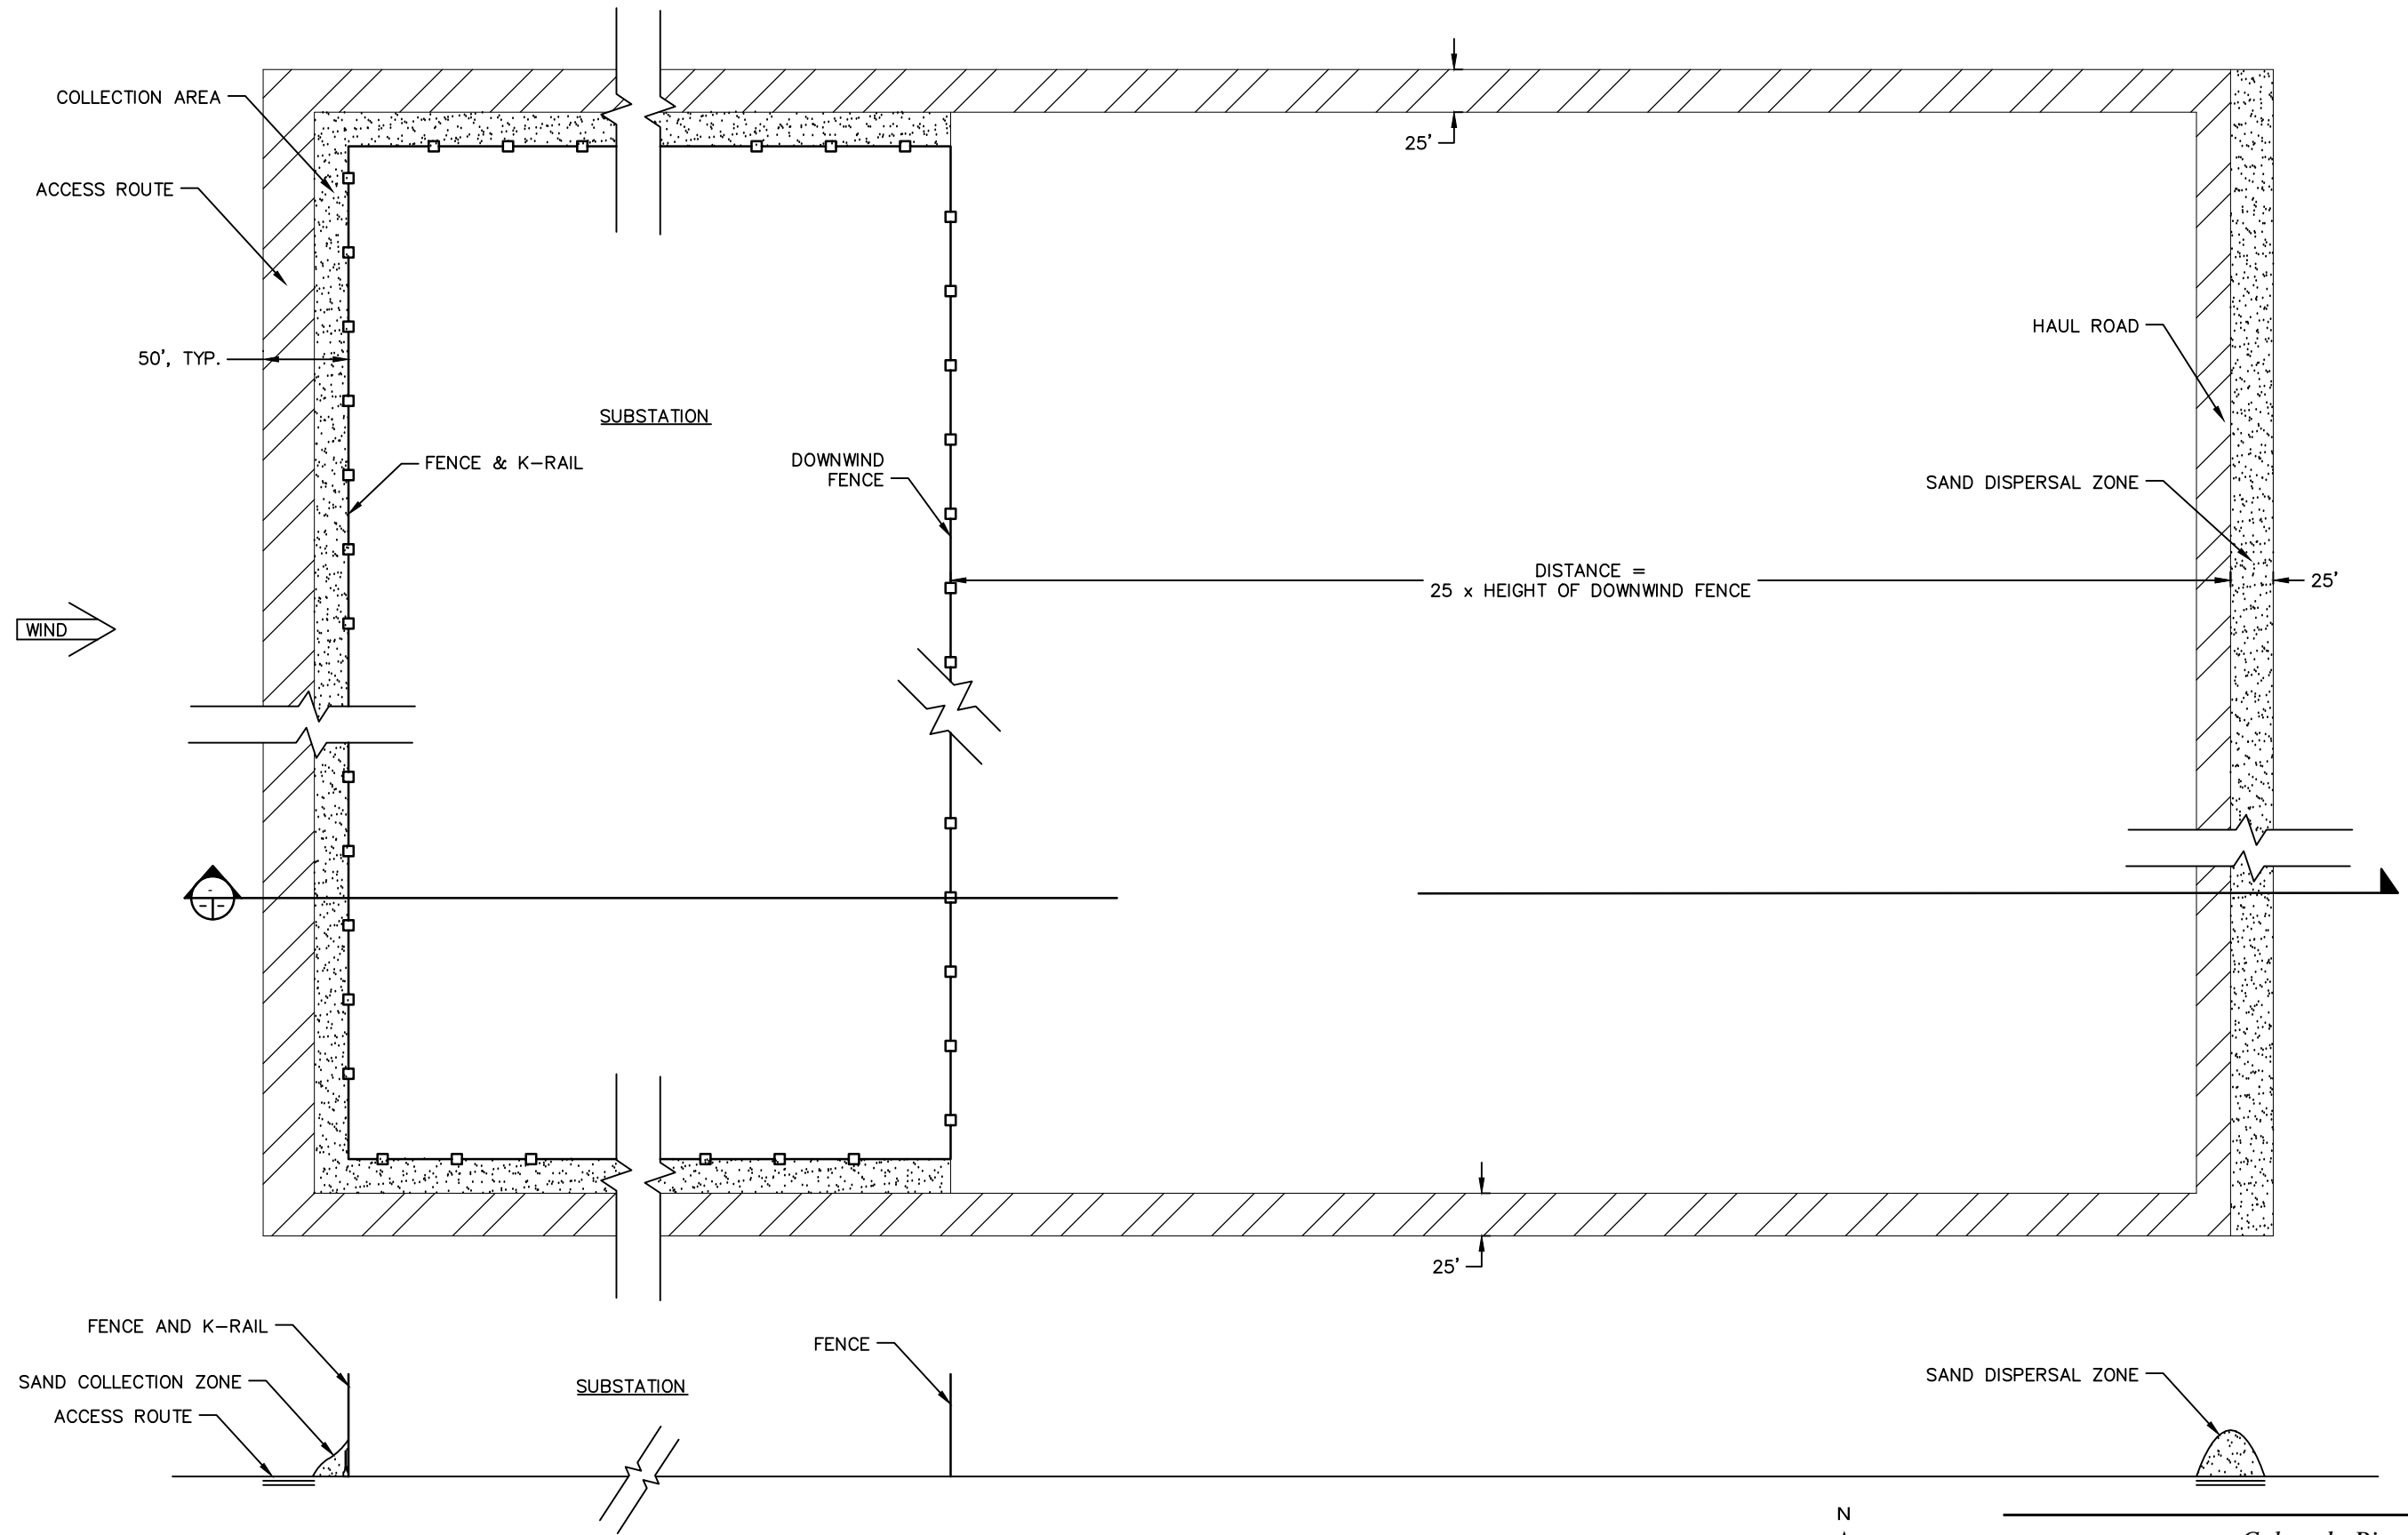 COLLECTION AREA
25'
ACCESS ROUTE
HAUL ROAD
50', TYP.
SUBSTATION
FENCE & K-RAIL
DOWNWIND
FENCE
SAND DISPERSAL ZONE
DISTANCE =
25 x HEIGHT OF DOWNWIND FENCE
25'
WIND
25'
FENCE AND K-RAIL
FENCE
SAND COLLECTION ZONE
SUBSTATION
SAND DISPERSAL ZONE
ACCESS ROUTE
N